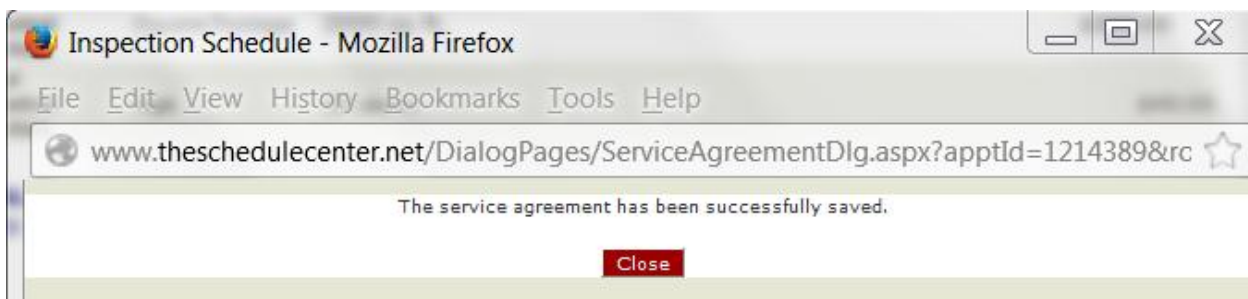 Inspection Schedule - Mozilla Firefox
File Edit View History Bookmarks Tools Help
www.theschedulecenter.net/DialogPages/ServiceAgreementDlg.aspx?apptId=1214389&rc
The service agreement has been successfully saved.
Close